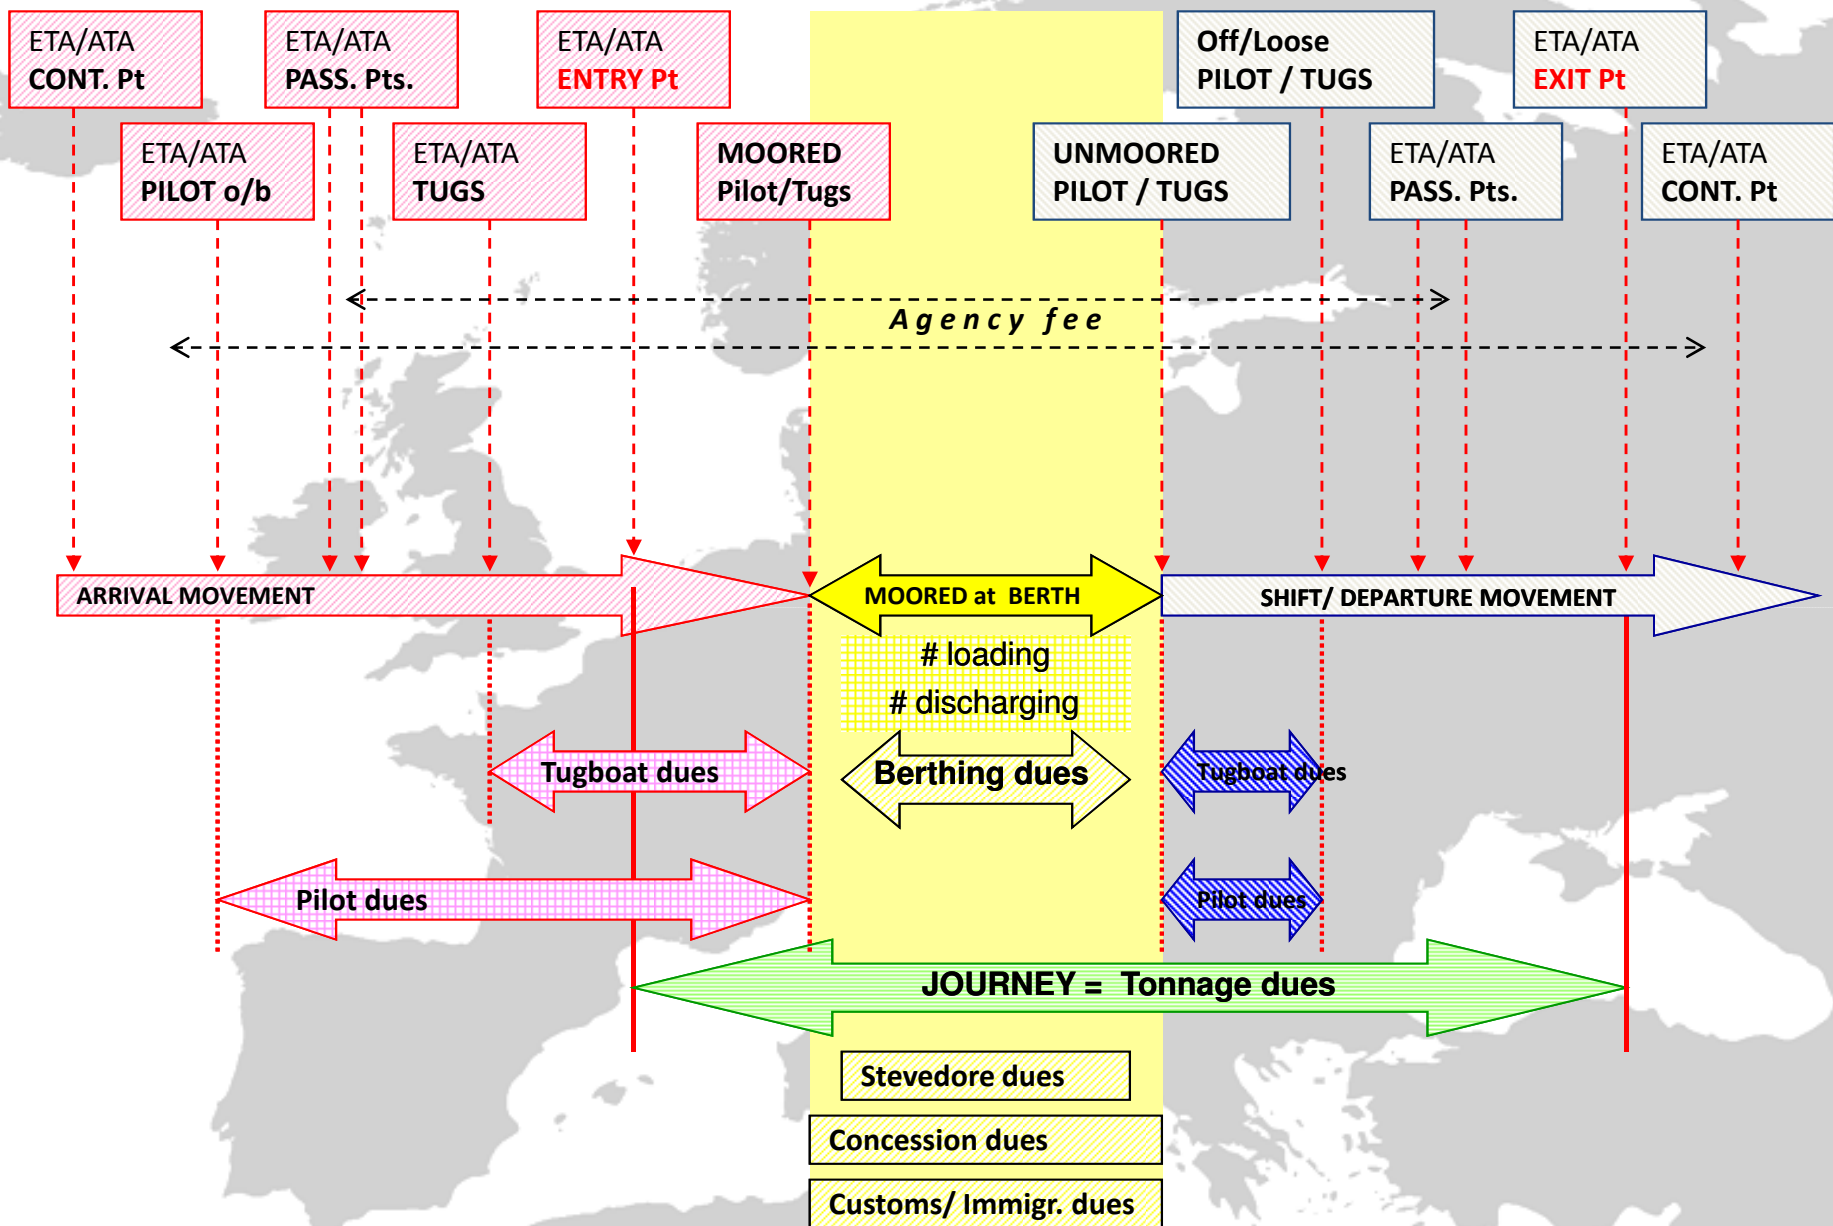 ETA/ATA
CONT. Pt
ETA/ATA
PASS. Pts.
ETA/ATA
ENTRY Pt
Off/Loose
PILOT / TUGS
ETA/ATA
EXIT Pt
ETA/ATA
PILOT o/b
ETA/ATA
TUGS
MOORED
Pilot/Tugs
UNMOORED
PILOT / TUGS
ETA/ATA
PASS. Pts.
ETA/ATA
CONT. Pt
Agency fee
ARRIVAL MOVEMENT
MOORED at BERTH
SHIFT/ DEPARTURE MOVEMENT
# loading
# discharging
Tugboat dues
Berthing dues
Tugboat dues
Pilot dues
Pilot dues
JOURNEY = Tonnage dues
Stevedore dues
Concession dues
Customs/ Immigr. dues